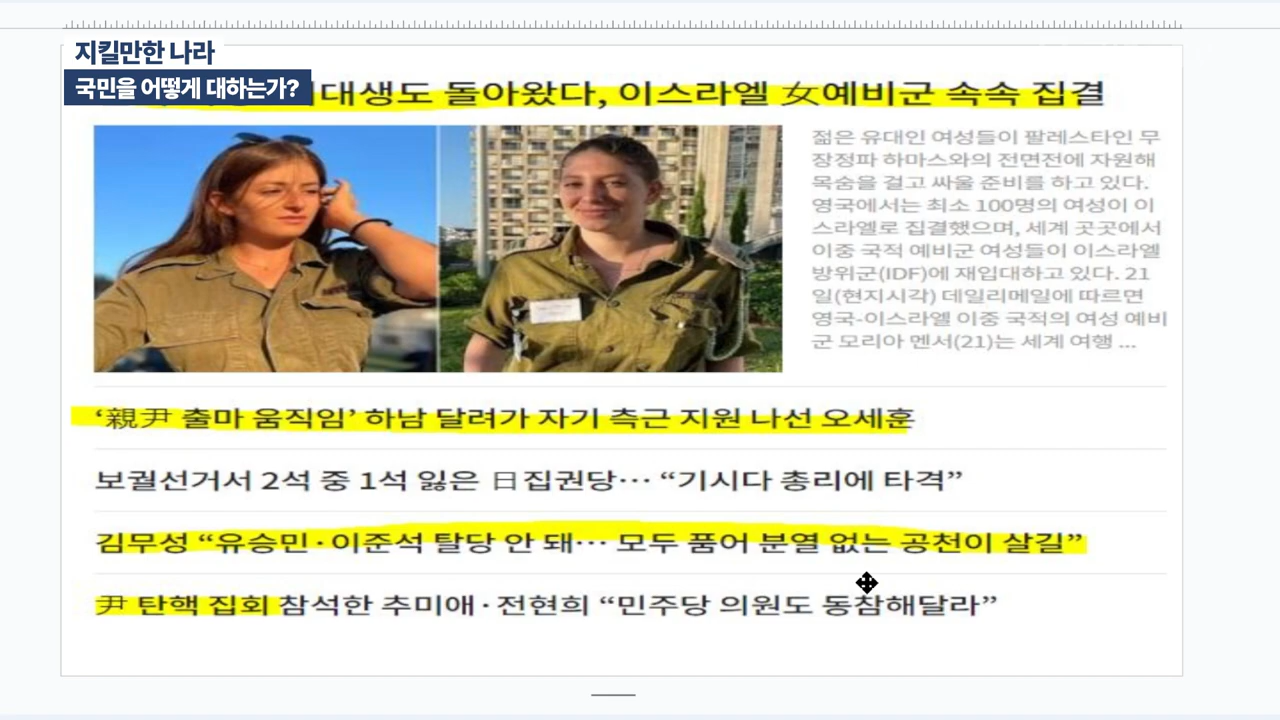 지킬만한 나라
국민을 어떻게 대하는가?
대생도 돌아왔다, 이스라엘 女예비군 속속 집결
젊은 유대인 여성들이 팔레스타인 무
장정파 하마스와의 전면전에 자원해
목숨을 걸고 싸울 준비를 하고 있다.
영국에서는 최소 100명의 여성이 이
스라엘로 집결했으며, 세계 곳곳에서
이중 국적 예비군 여성들이 이스라엘
방위군(IDF)에 재입대하고 있다. 21
일(현지시각) 데일리메일에 따르면
영국-이스라엘 이중 국적의 여성 예비
군 모리아 멘서(21)는 세계 여행 ...
‘親尹 출마 움직임’ 하남 달려가 자기 측근 지원 나선 오세훈
보궐선거서 2석 중 1석 잃은 日집권당… “기시다 총리에 타격”
김무성 “유승민·이준석 탈당 안 돼… 모두 품어 분열 없는 공천이 살길”
尹 탄핵 집회 참석한 추미애·전현희 “민주당 의원도 동참해달라”